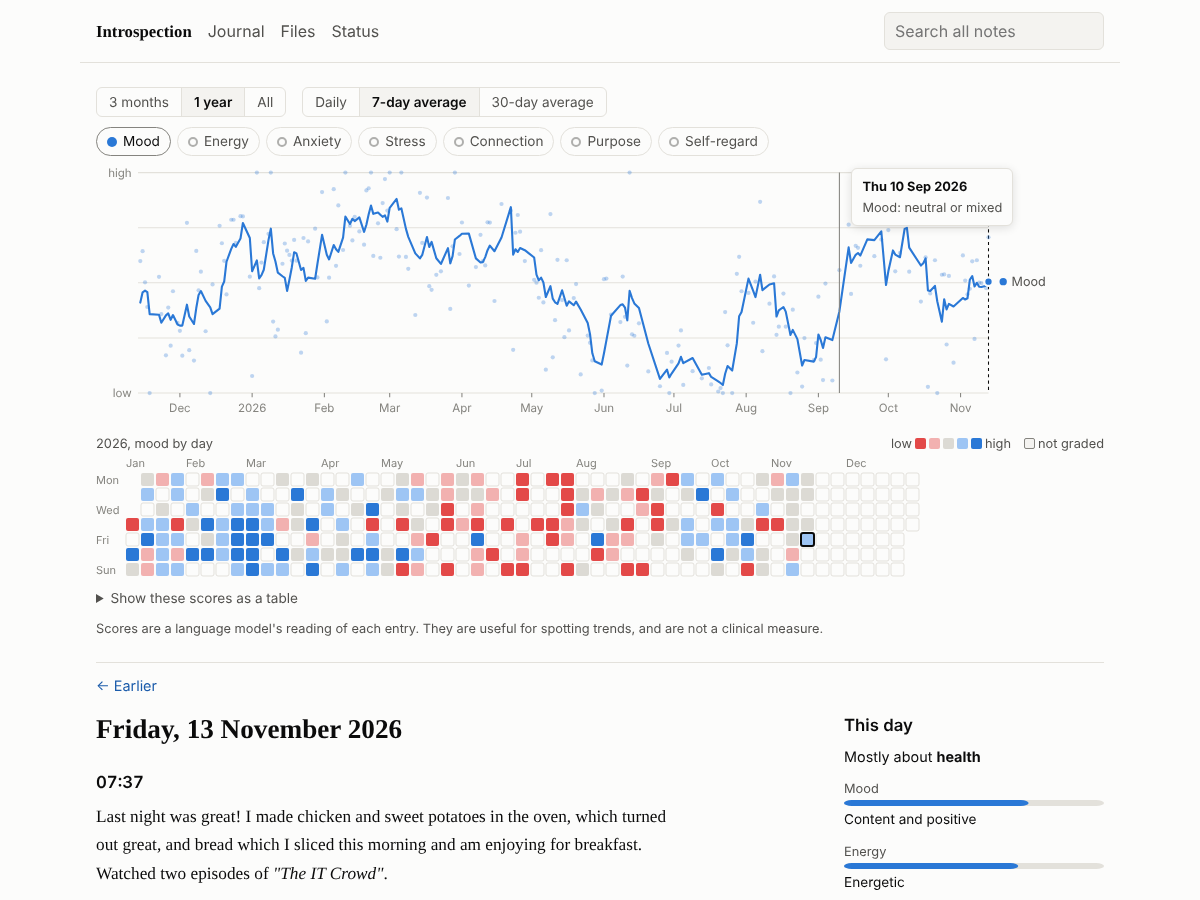 Introspection Journal Files Status Search all notes
3 months 1 year All Daily 7-day average 30-day average
Mood Energy Anxiety Stress Connection Purpose Self-regard
high
Thu 10 Sep 2026
Mood: neutral or mixed
Mood
low
Dec 2026 Feb Mar Apr May Jun Jul Aug Sep Oct Nov
2026, mood by day low high not graded
Jan Feb Mar Apr May Jun Jul Aug Sep Oct Nov Dec
Mon
Wed
Fri
Sun
Show these scores as a table
Scores are a language model's reading of each entry. They are useful for spotting trends, and are not a clinical measure.
← Earlier
Friday, 13 November 2026
07:37
Last night was great! I made chicken and sweet potatoes in the oven, which turned
out great, and bread which I sliced this morning and am enjoying for breakfast.
Watched two episodes of "The IT Crowd".
This day
Mostly about health
Mood
Content and positive
Energy
Energetic